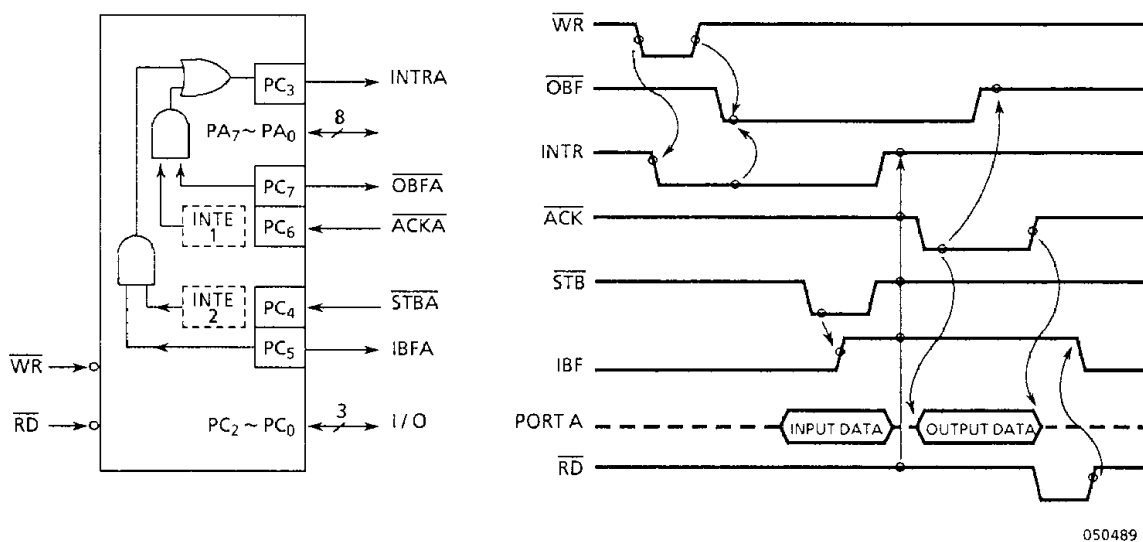 INTRA
PC3
PA7 ~ PA0
8
PC7
OBFA
INTE
1
PC6
ACKA
INTE
2
PC4
STBA
PC5
IBFA
WR
RD
PC2 ~ PC0
3
I/O
WR
OBF
INTR
ACK
STB
IBF
PORT A
INPUT DATA
OUTPUT DATA
RD
050489